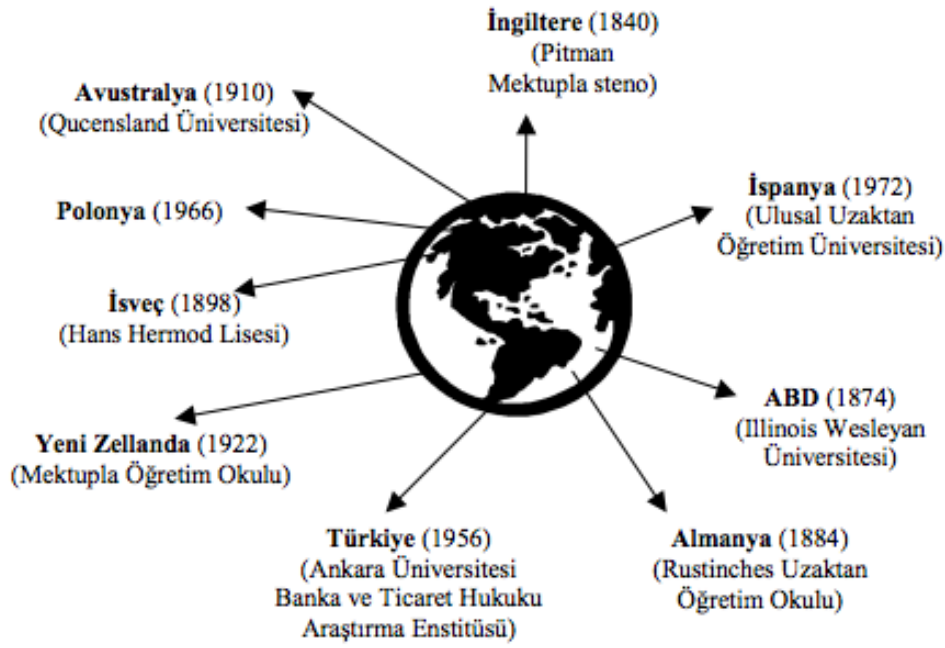 İngiltere (1840)
(Pitman
Mektupla steno)
Avustralya (1910)
(Qucensland Üniversitesi)
İspanya (1972)
(Ulusal Uzaktan
Öğretim Üniversitesi)
Polonya (1966)
İsveç (1898)
(Hans Hermod Lisesi)
ABD (1874)
(Illinois Wesleyan
Üniversitesi)
Yeni Zellanda (1922)
(Mektupla Öğretim Okulu)
Türkiye (1956)
(Ankara Üniversitesi
Banka ve Ticaret Hukuku
Araştırma Enstitüsü)
Almanya (1884)
(Rustinches Uzaktan
Öğretim Okulu)